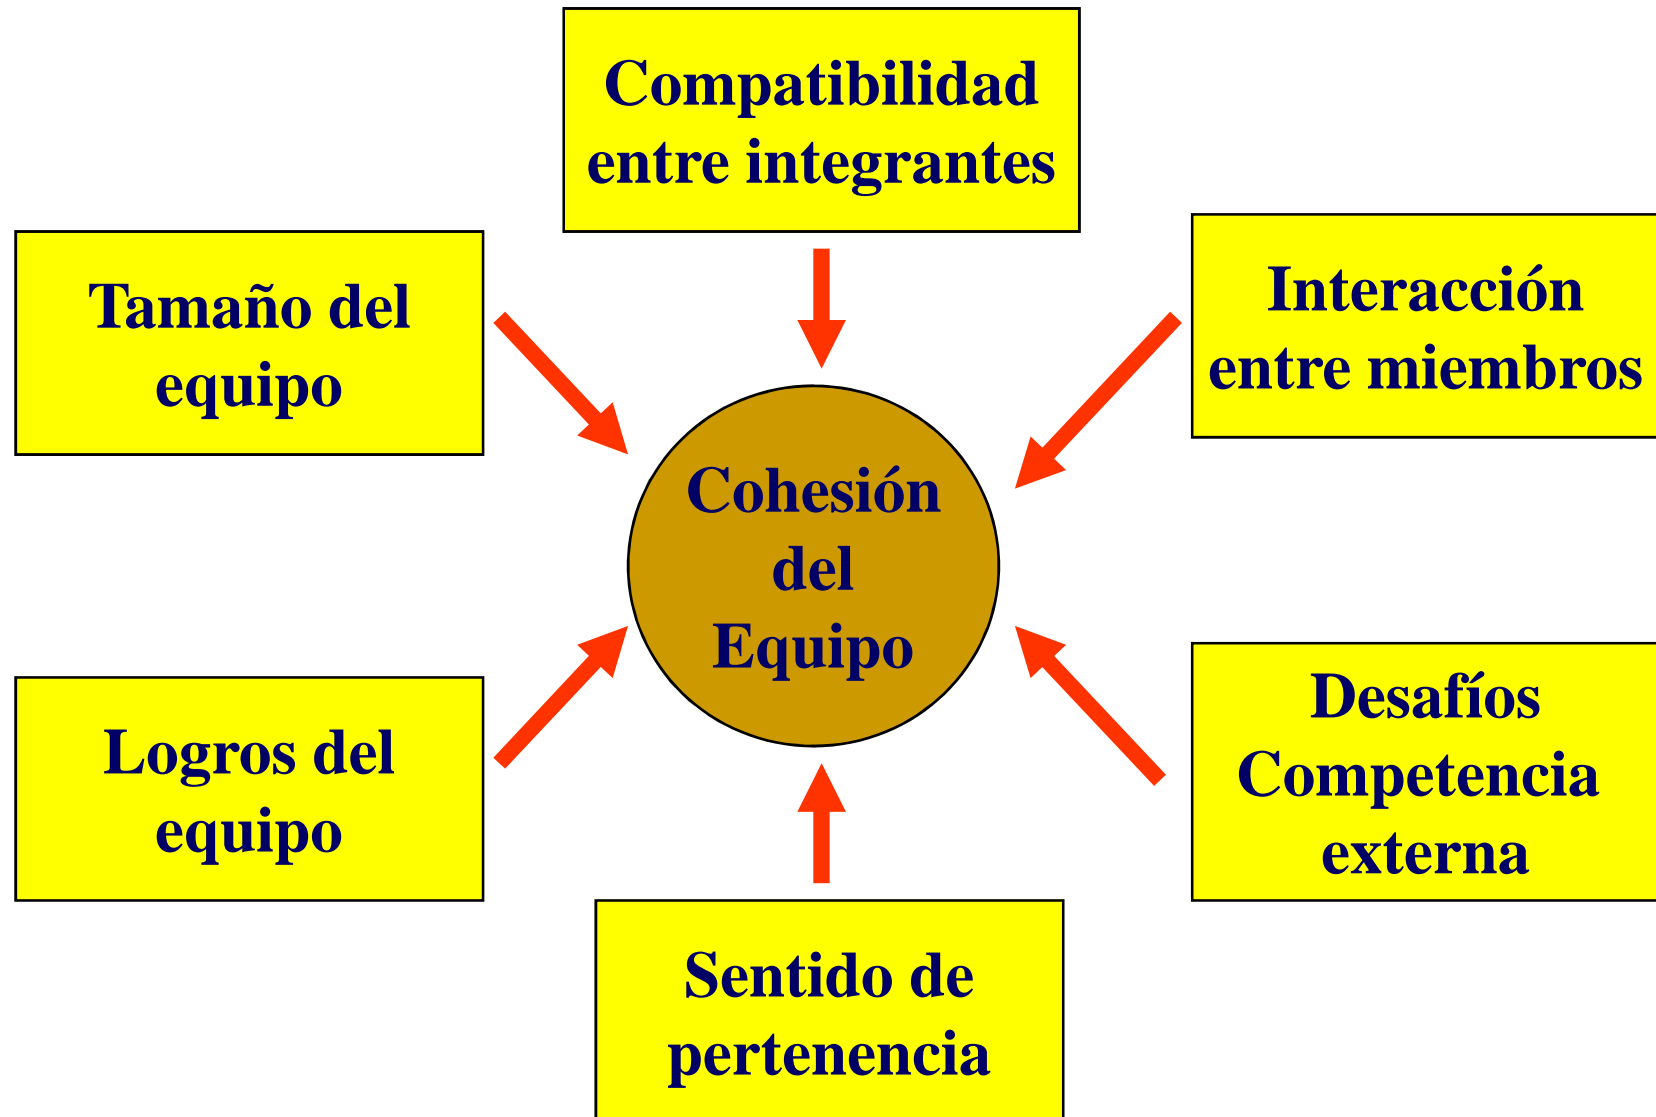 Compatibilidad
entre integrantes
Tamaño del
equipo
Interacción
entre miembros
Cohesión
del
Equipo
Logros del
equipo
Desafíos
Competencia
externa
Sentido de
pertenencia